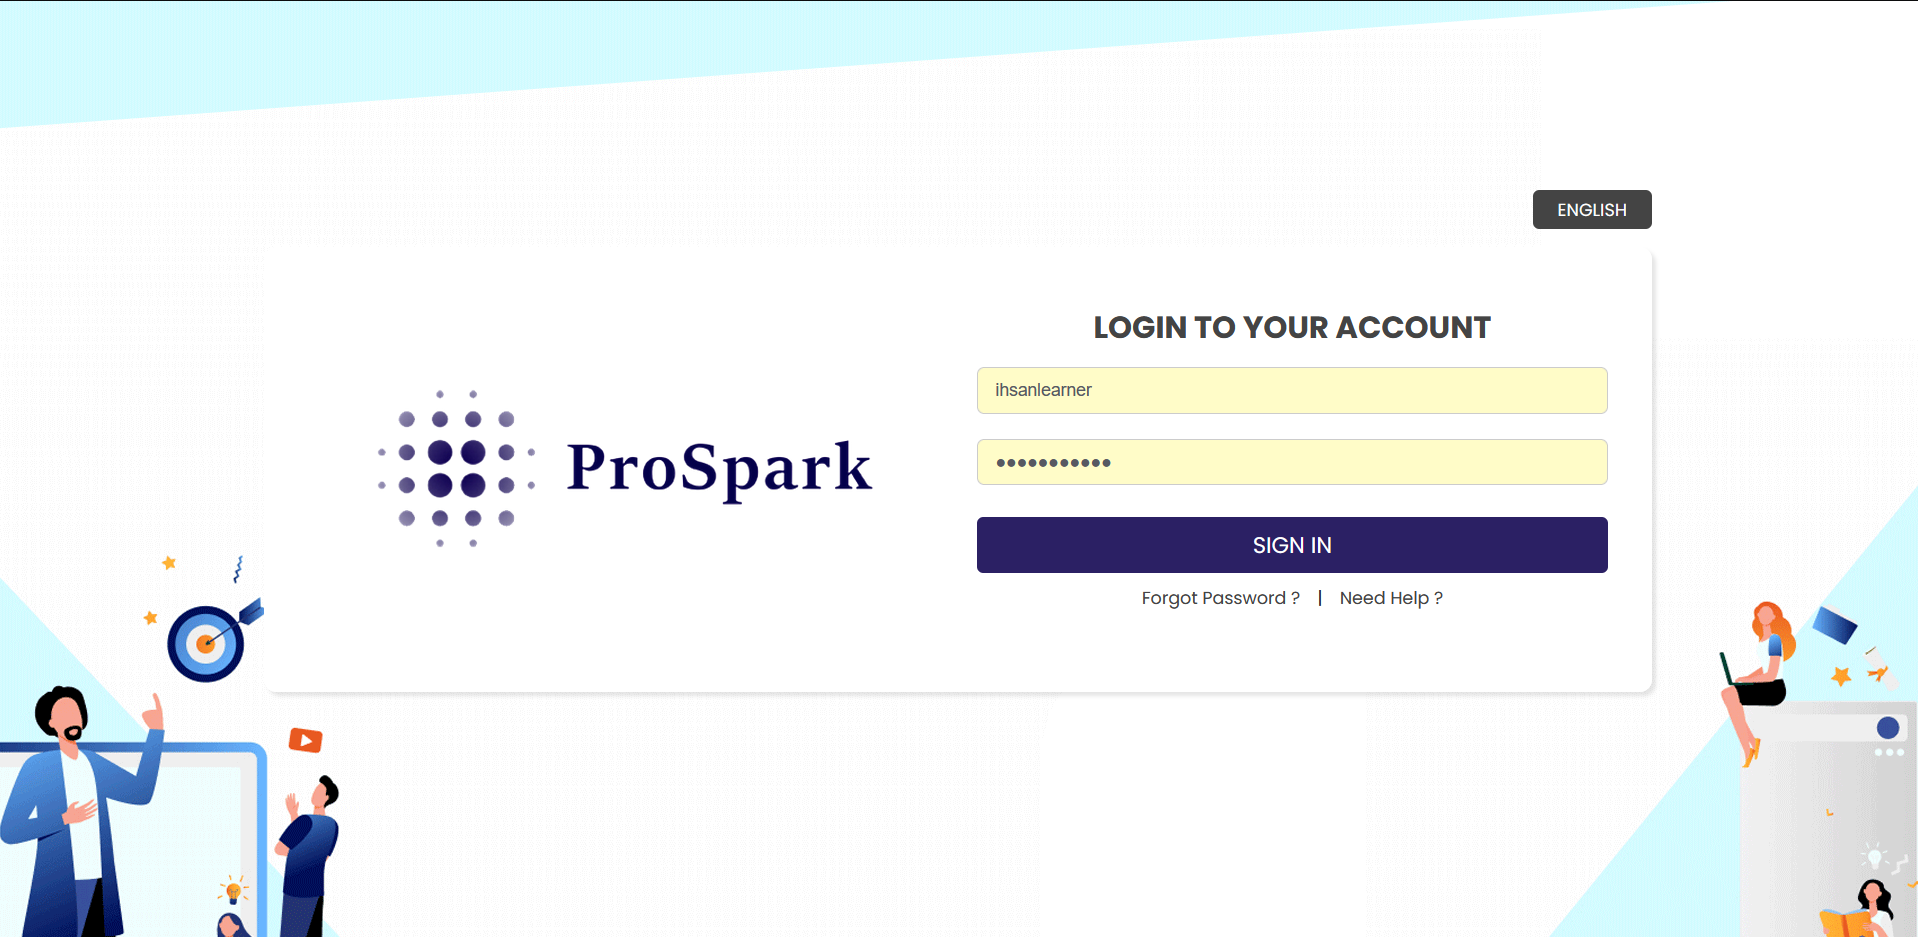 ENGLISH
LOGIN TO YOUR ACCOUNT
ihsanlearner
●●●●●●●●●●●
ProSpark
SIGN IN
Forgot Password ? | Need Help ?